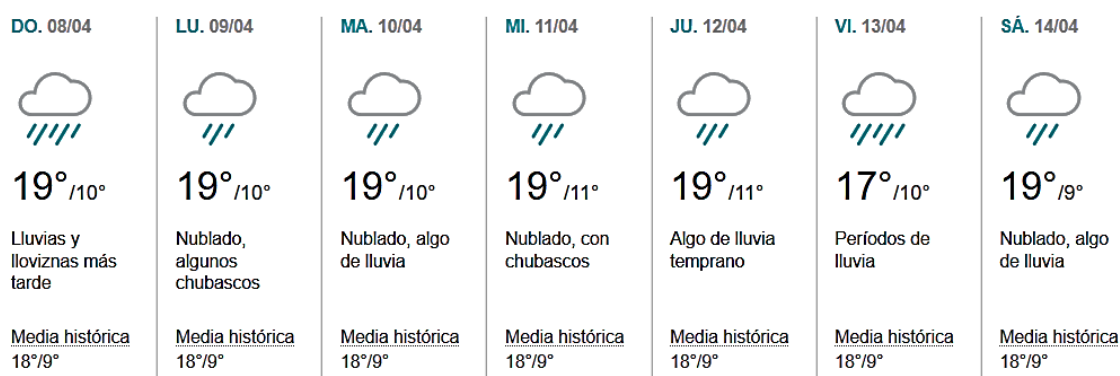 DO. 08/04
19°/10°
Lluvias y
lloviznas más
tarde
Media histórica
18°/9°
LU. 09/04
19°/10°
Nublado,
algunos
chubascos
Media histórica
18°/9°
MA. 10/04
19°/10°
Nublado, algo
de lluvia
Media histórica
18°/9°
MI. 11/04
19°/11°
Nublado, con
chubascos
Media histórica
18°/9°
JU. 12/04
19°/11°
Algo de lluvia
temprano
Media histórica
18°/9°
VI. 13/04
17°/10°
Períodos de
lluvia
Media histórica
18°/9°
SÁ. 14/04
19°/9°
Nublado, algo
de lluvia
Media histórica
18°/9°